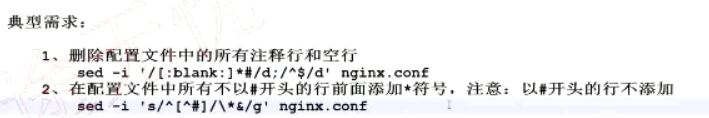 典型需求:
1、删除配置文件中的所有注释行和空行
sed -i '/[:blank:]*#/d;/^$/d' nginx.conf
2、在配置文件中所有不以#开头的行前面添加*符号，注意：以#开头的行不添加
sed -i 's/^[^#]/\*&/g' nginx.conf